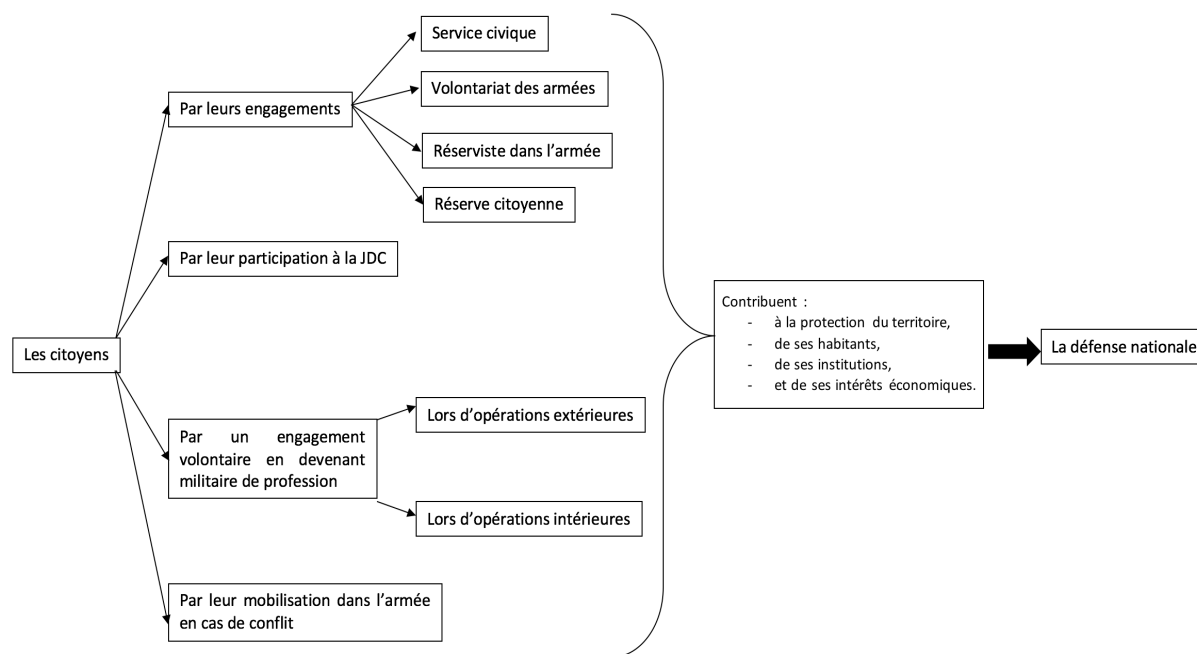 Les citoyens
Par leurs engagements
Service civique
Volontariat des armées
Réserviste dans l'armée
Réserve citoyenne
Par leur participation à la JDC
Par un engagement
volontaire en devenant
militaire de profession
Lors d'opérations extérieures
Lors d'opérations intérieures
Par leur mobilisation dans l'armée
en cas de conflit
Contribuent :
- à la protection du territoire,
- de ses habitants,
- de ses institutions,
- et de ses intérêts économiques.
La défense nationale